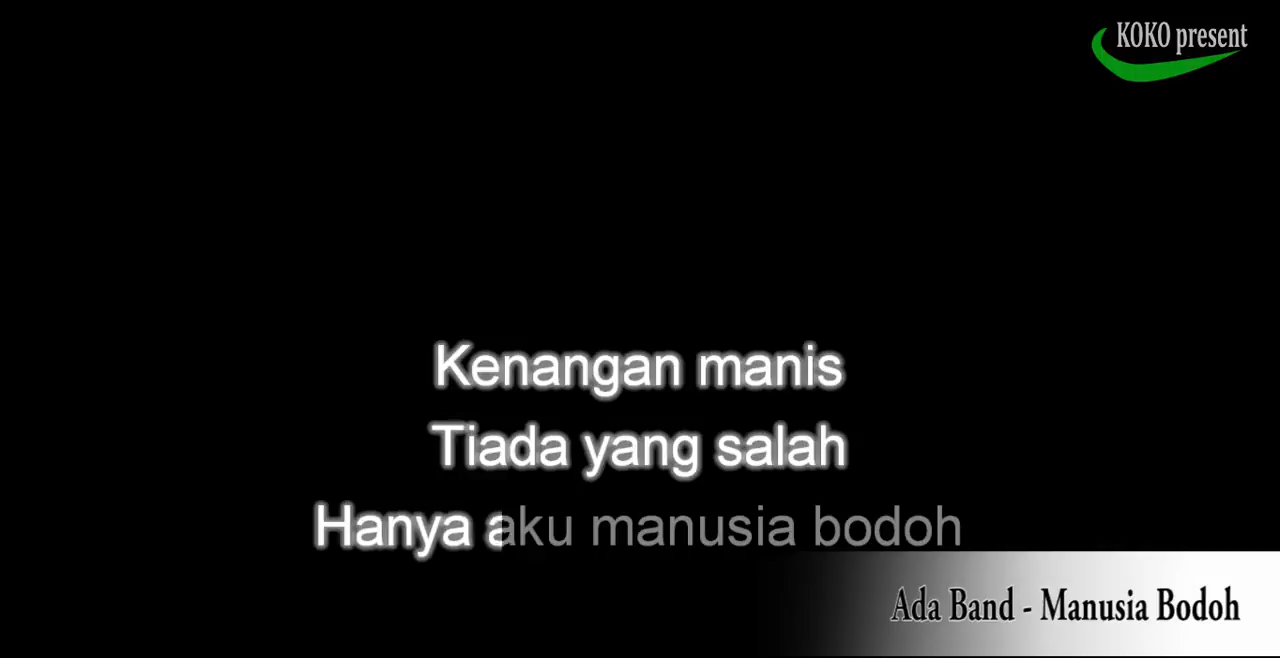 KOKO present
Kenangan manis
Tiada yang salah
Hanya aku manusia bodoh
Ada Band - Manusia Bodoh